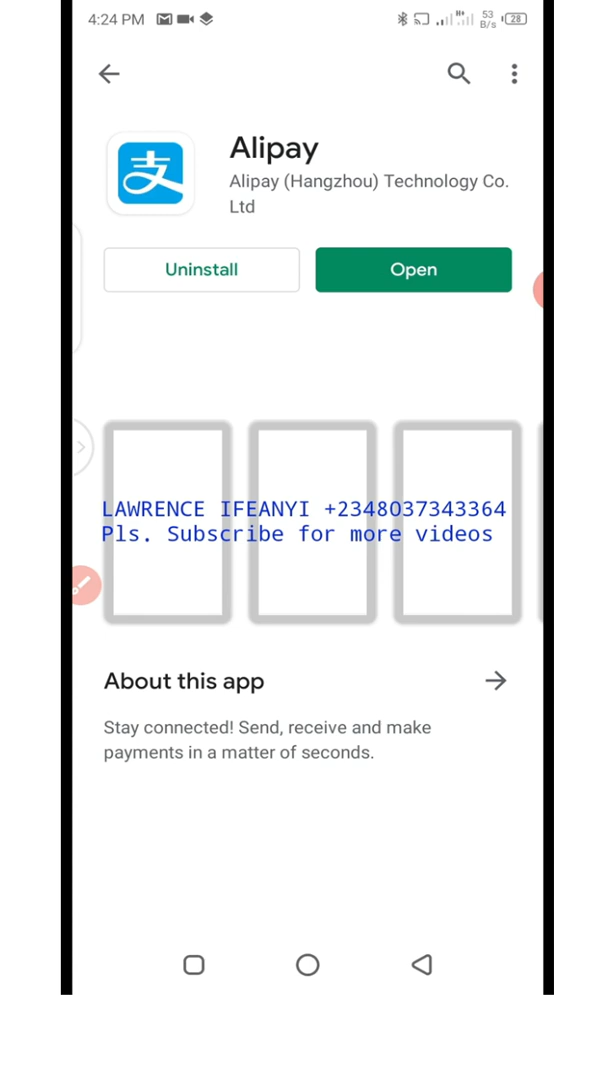 4:24 PM
53
B/s
28
Alipay
支
Alipay (Hangzhou) Technology Co.
Ltd
Uninstall
Open
LAWRENCE IFEANYI +2348037343364
Pls. Subscribe for more videos
About this app
Stay connected! Send, receive and make
payments in a matter of seconds.